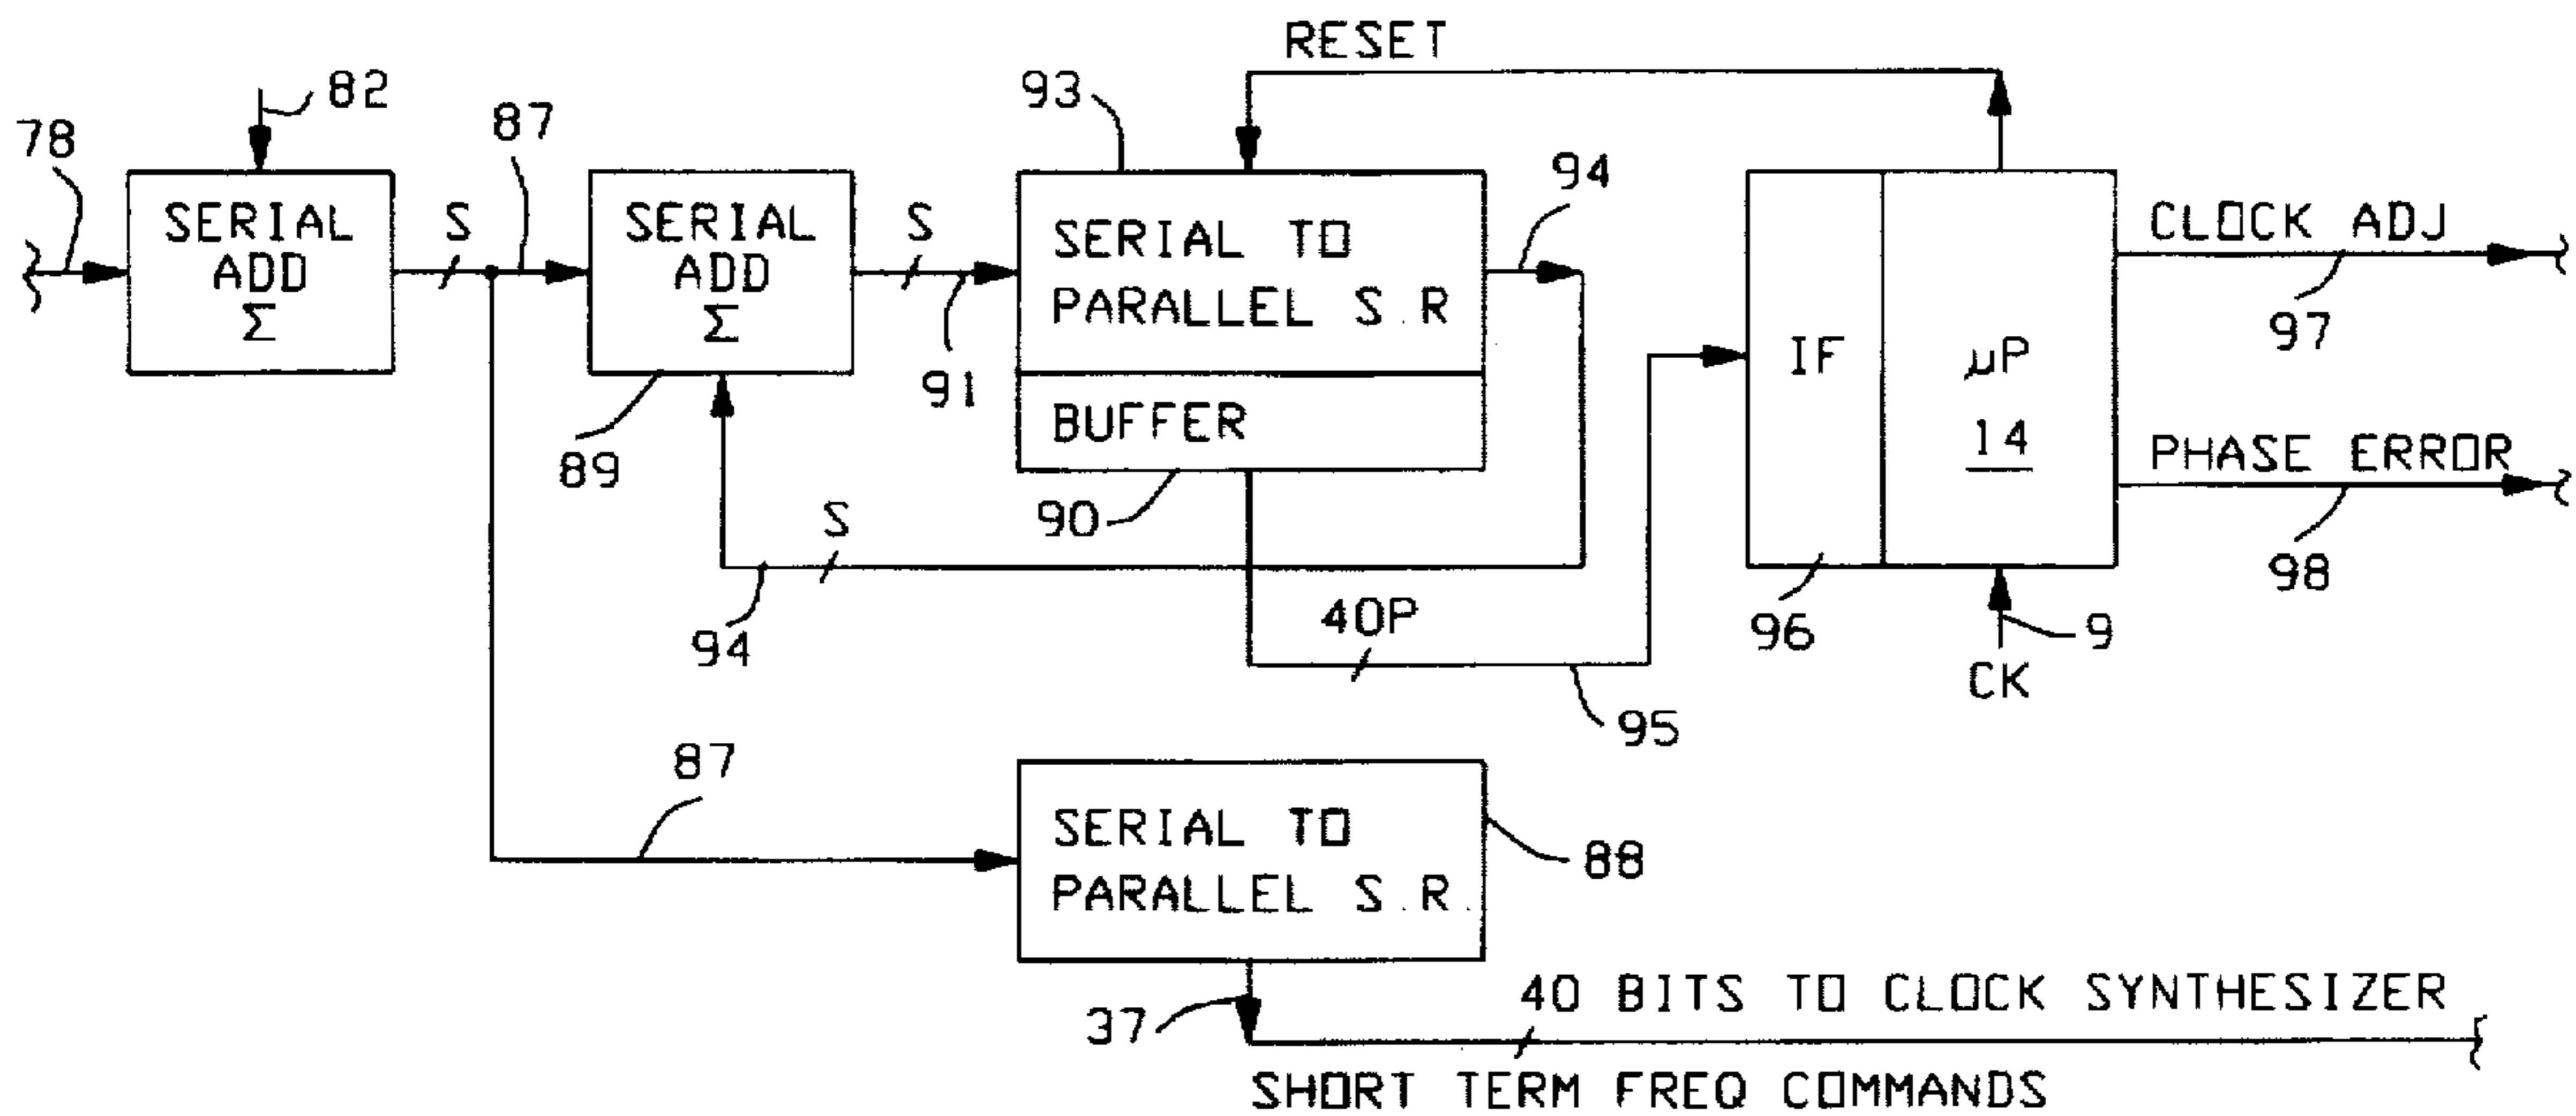 RESET
82
93
78
87
94
SERIAL
ADD
Σ
S
SERIAL
ADD
Σ
S
SERIAL TO
PARALLEL S.R.
CLOCK ADJ
91
IF
μP
14
97
BUFFER
89
90
PHASE ERROR
S
98
94
40P
96
9
CK
95
87
SERIAL TO
PARALLEL S.R.
88
37
40 BITS TO CLOCK SYNTHESIZER
SHORT TERM FREQ COMMANDS